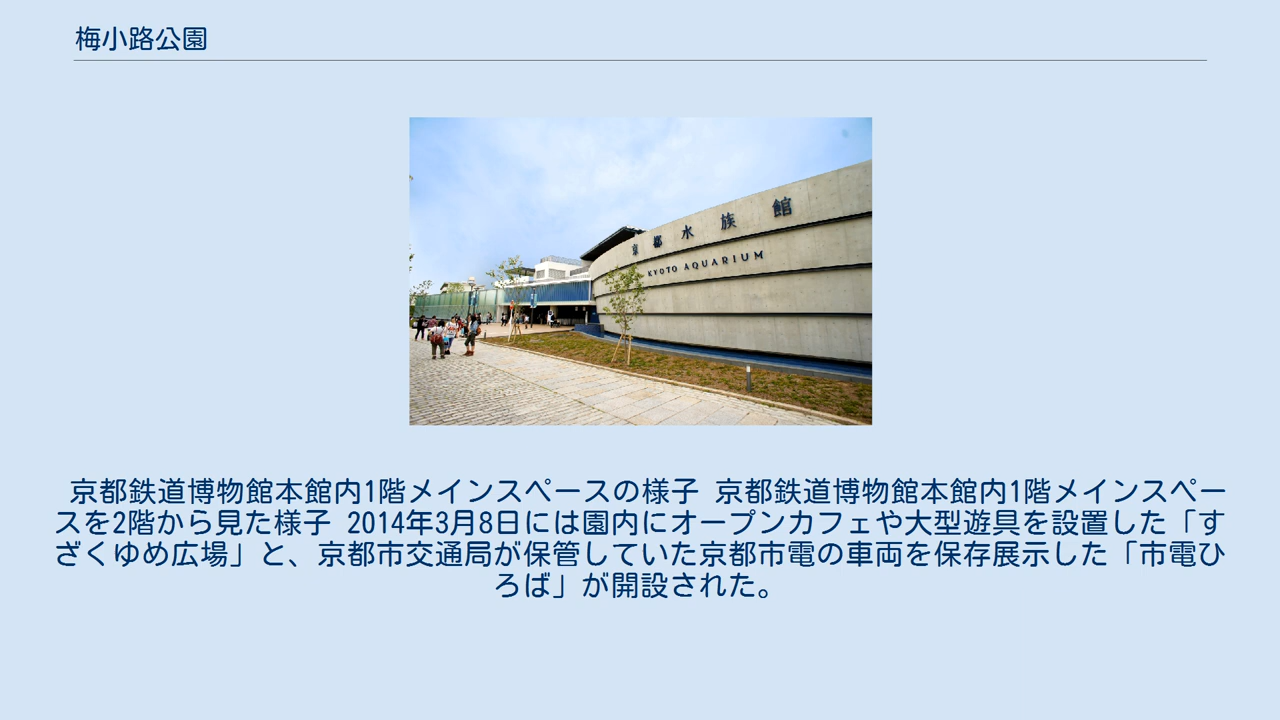 梅小路公園
京都水族館
KYOTO AQUARIUM
京都鉄道博物館本館内1階メインスペースの様子 京都鉄道博物館本館内1階メインスペー
スを2階から見た様子 2014年3月8日には園内にオープンカフェや大型遊具を設置した「す
ざくゆめ広場」と、京都市交通局が保管していた京都市電の車両を保存展示した「市電ひ
ろば」が開設された。